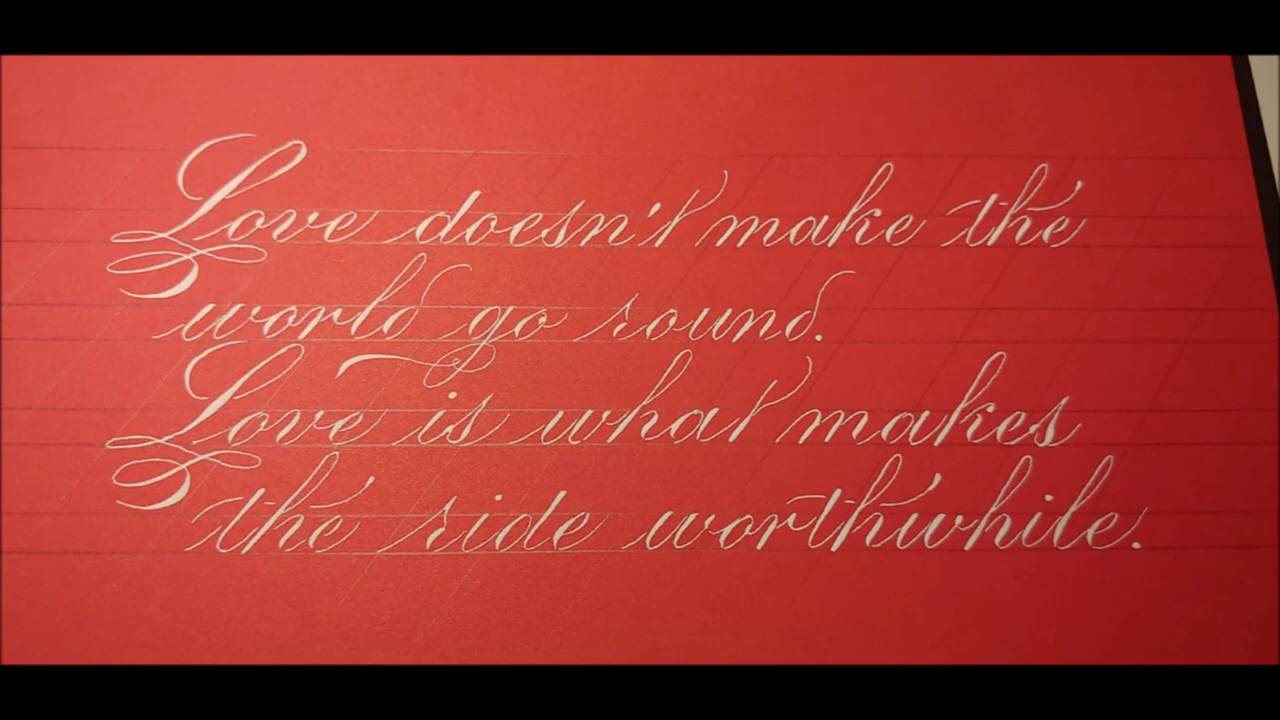 Love doesn't make the
world go round.
Love is what makes
the ride worthwhile.